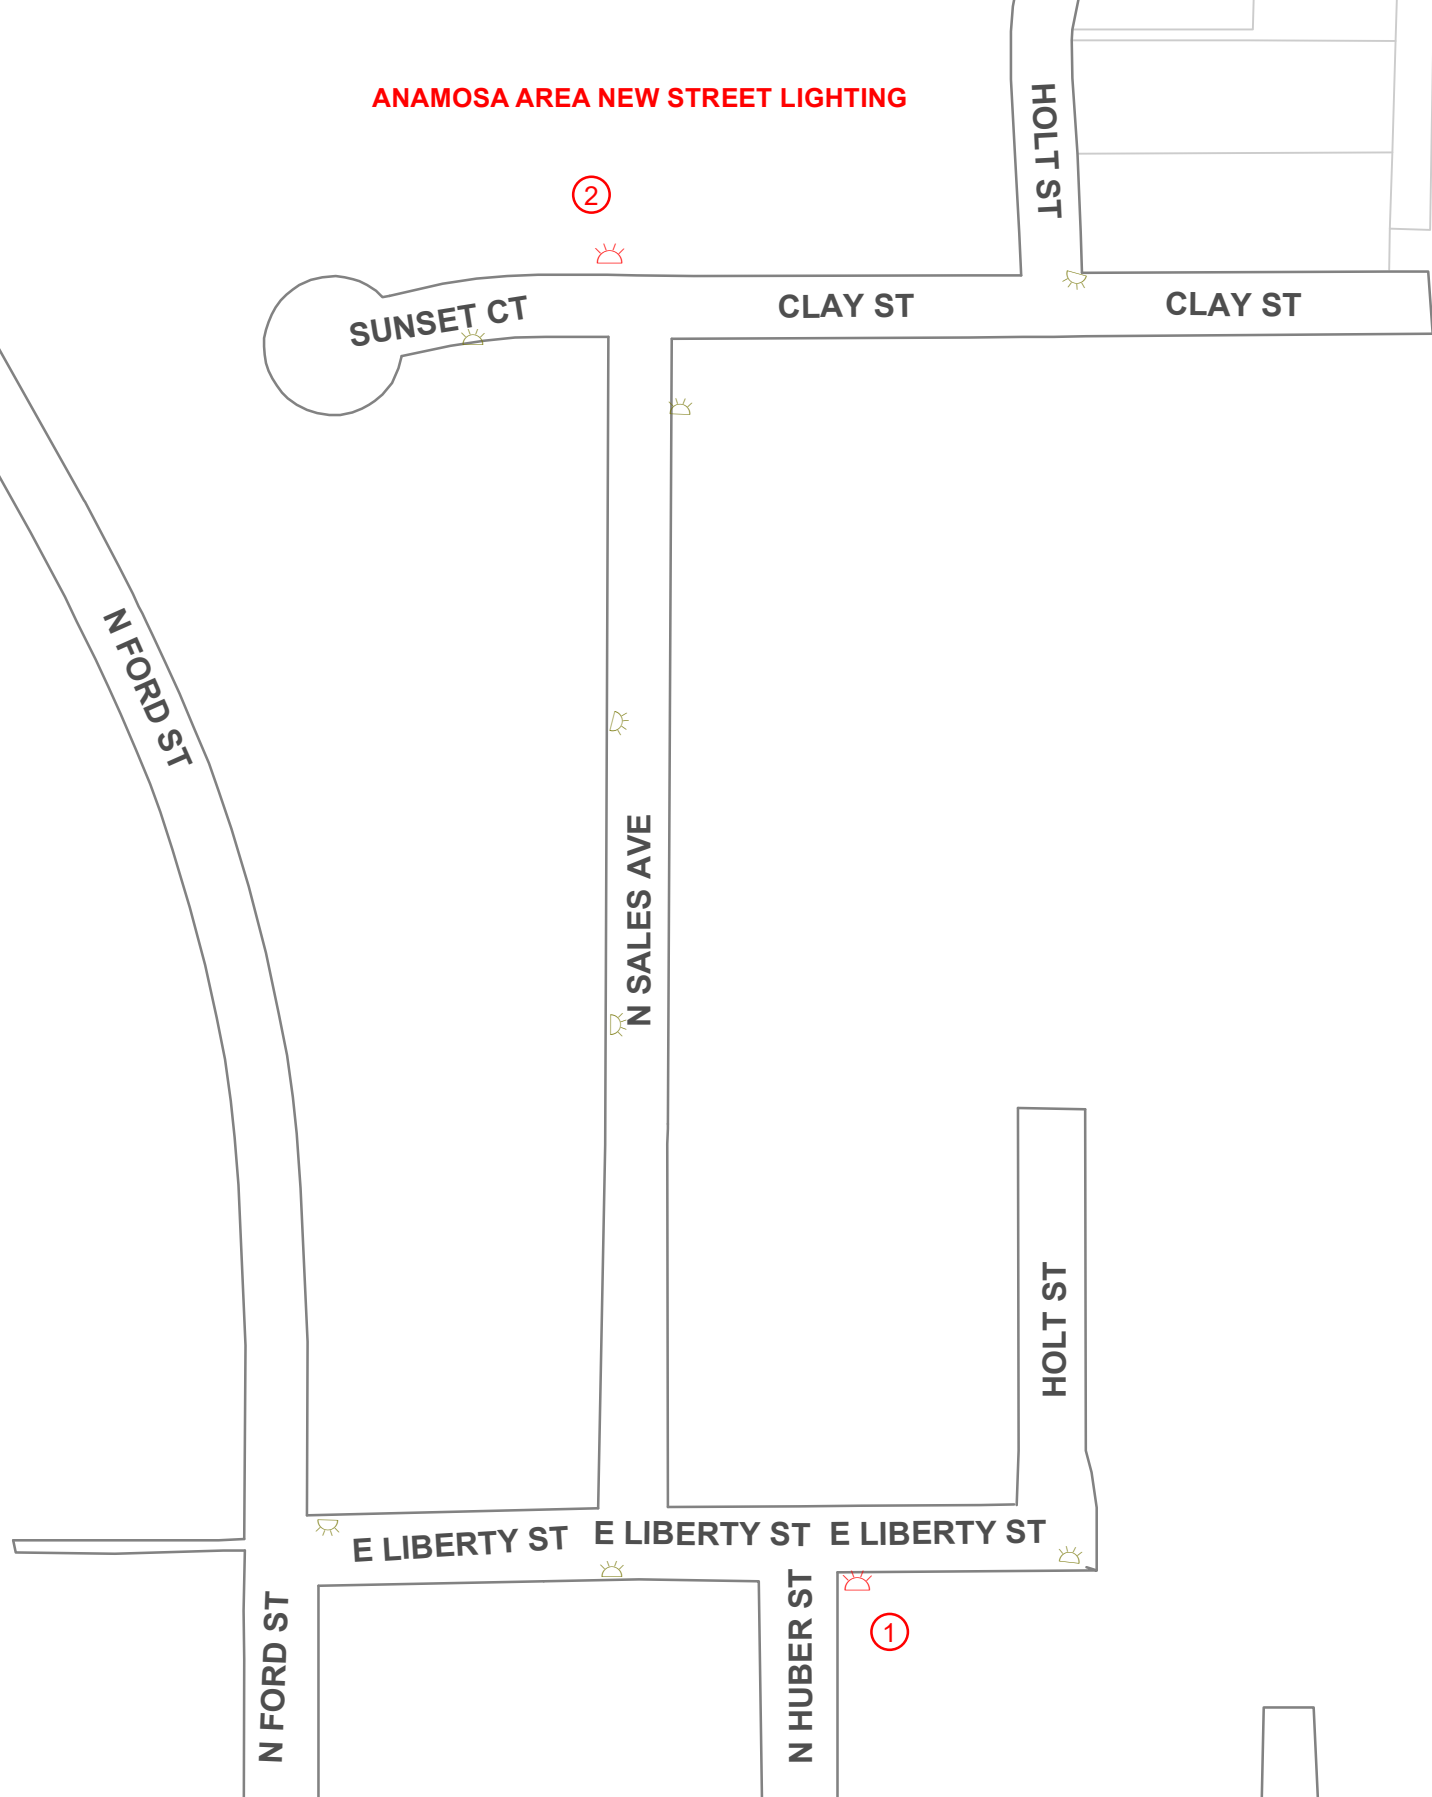 ANAMOSA AREA NEW STREET LIGHTING
HOLT ST
2
SUNSET CT
CLAY ST
CLAY ST
N FORD ST
N SALES AVE
HOLT ST
E LIBERTY ST
E LIBERTY ST
E LIBERTY ST
N FORD ST
N HUBER ST
1